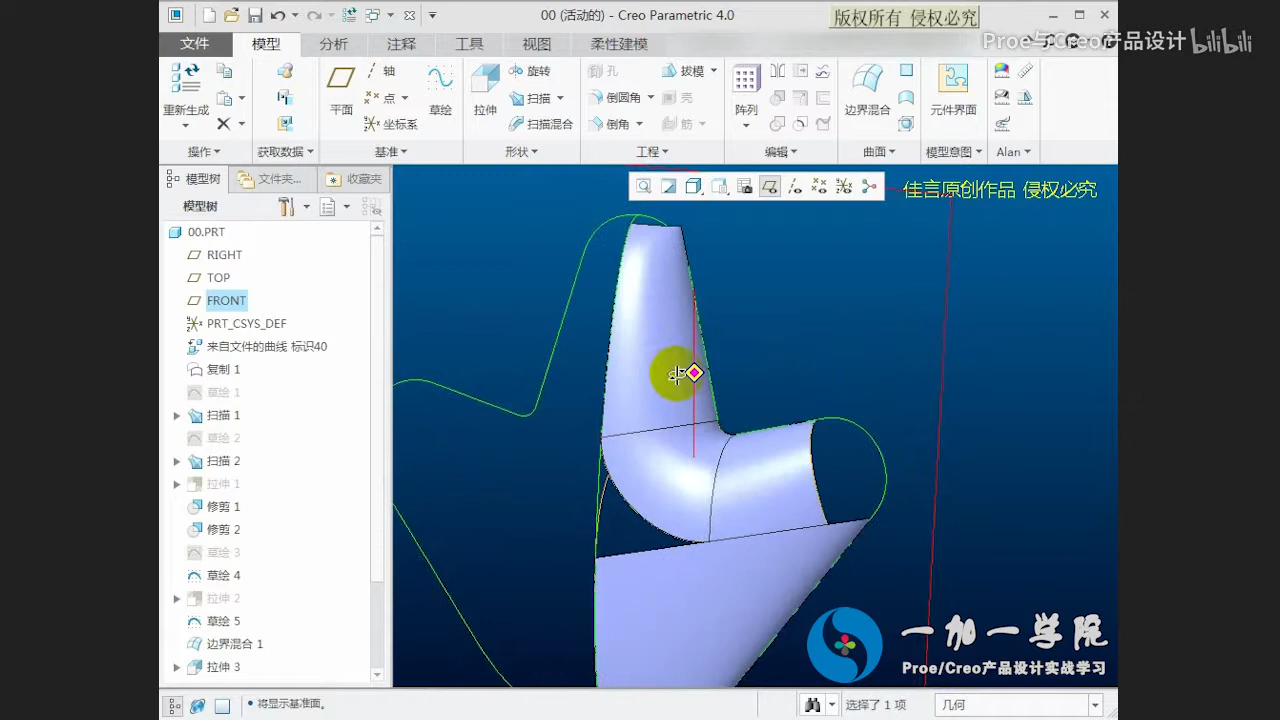 00 (活动的) - Creo Parametric 4.0
版权所有 侵权必究
Proe与Creo产品设计 bilibili
文件 模型 分析 注释 工具 视图 柔性建模
重新生成
平面
轴
点
坐标系
草绘
拉伸
旋转
扫描
扫描混合
孔
倒圆角
倒角
拔模
壳
筋
阵列
边界混合
元件界面
操作 获取数据 基准 形状 工程 编辑 曲面 模型意图 Alan
模型树 文件夹... 收藏夹
模型树
佳言原创作品 侵权必究
00.PRT
RIGHT
TOP
FRONT
PRT_CSYS_DEF
来自文件的曲线 标识40
复制 1
草绘 1
扫描 1
草绘 2
扫描 2
拉伸 1
修剪 1
修剪 2
草绘 3
草绘 4
拉伸 2
草绘 5
边界混合 1
拉伸 3
一加一学院
Proe/Creo产品设计实战学习
• 将显示基准面。
选择了 1 项
几何